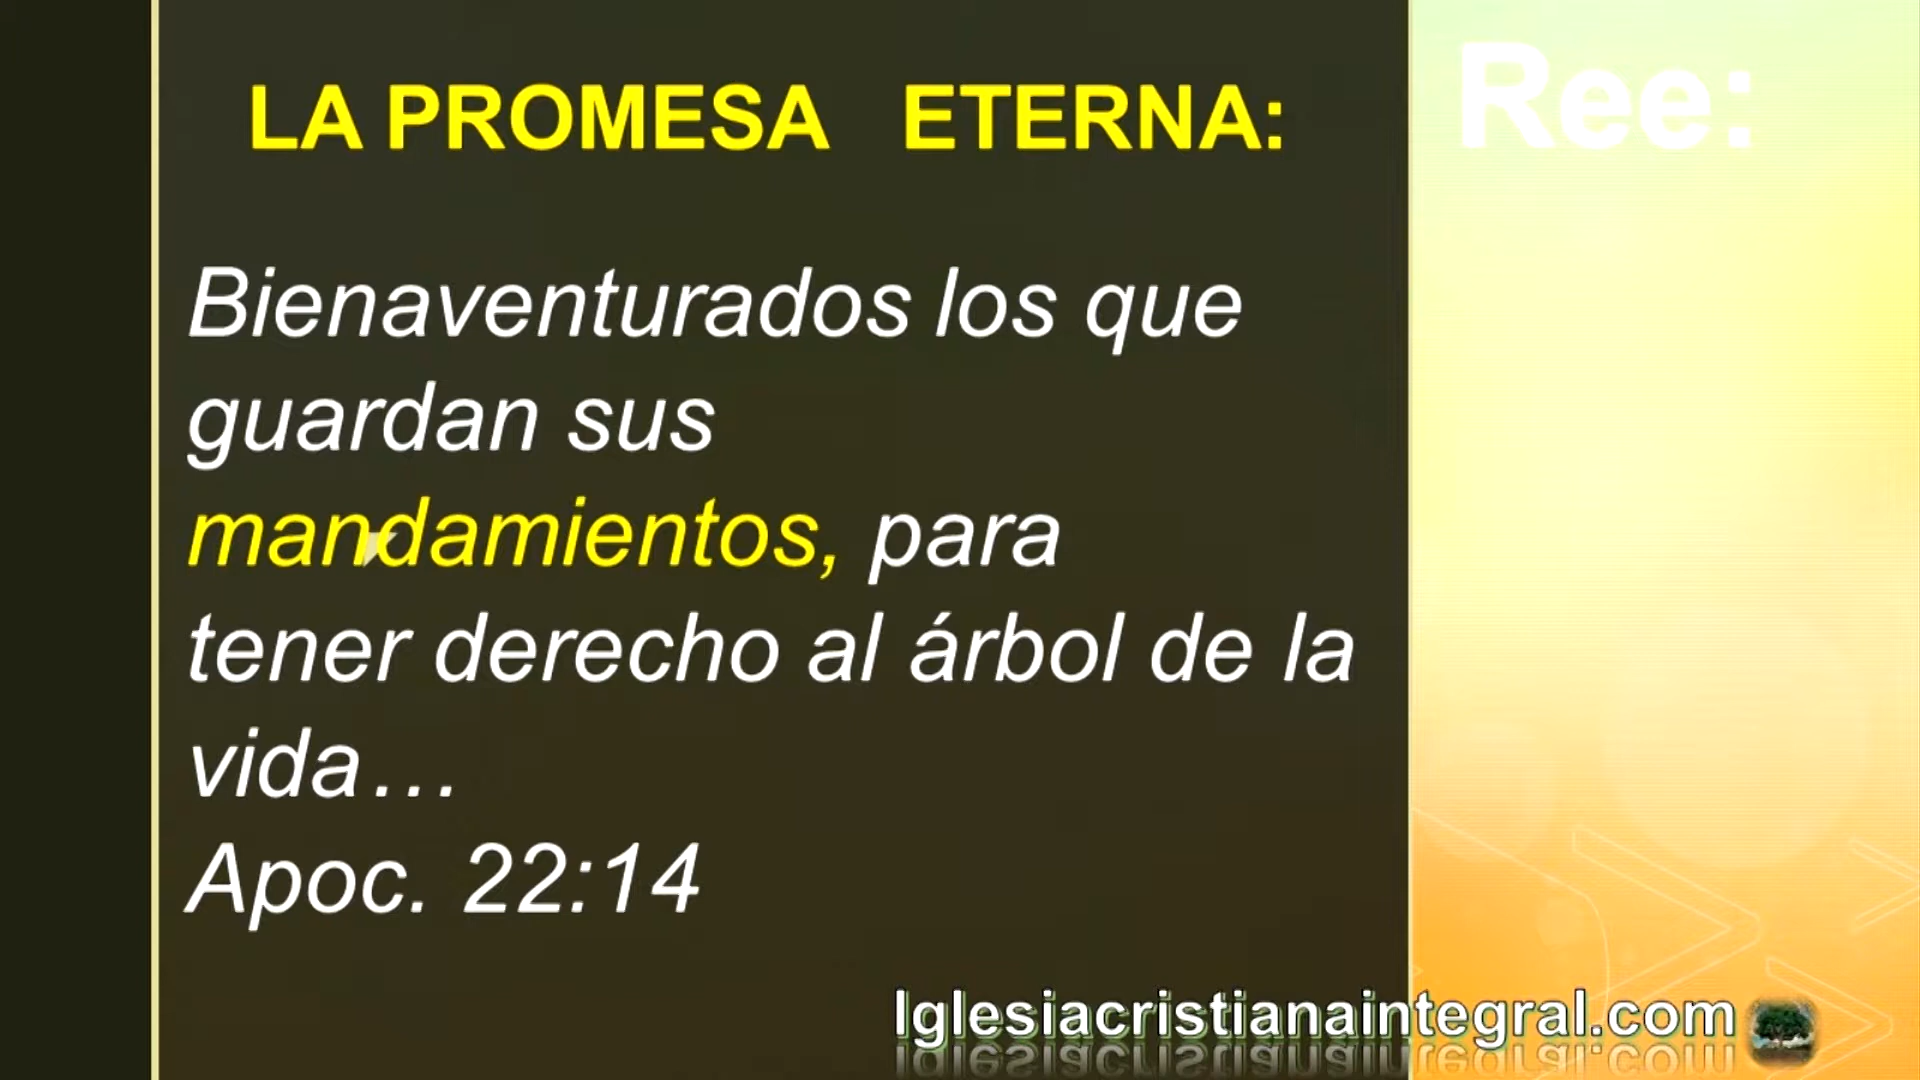 LA PROMESA ETERNA:
Ree:
Bienaventurados los que
guardan sus
mandamientos, para
tener derecho al árbol de la
vida…
Apoc. 22:14
Iglesiacristianaintegral.com